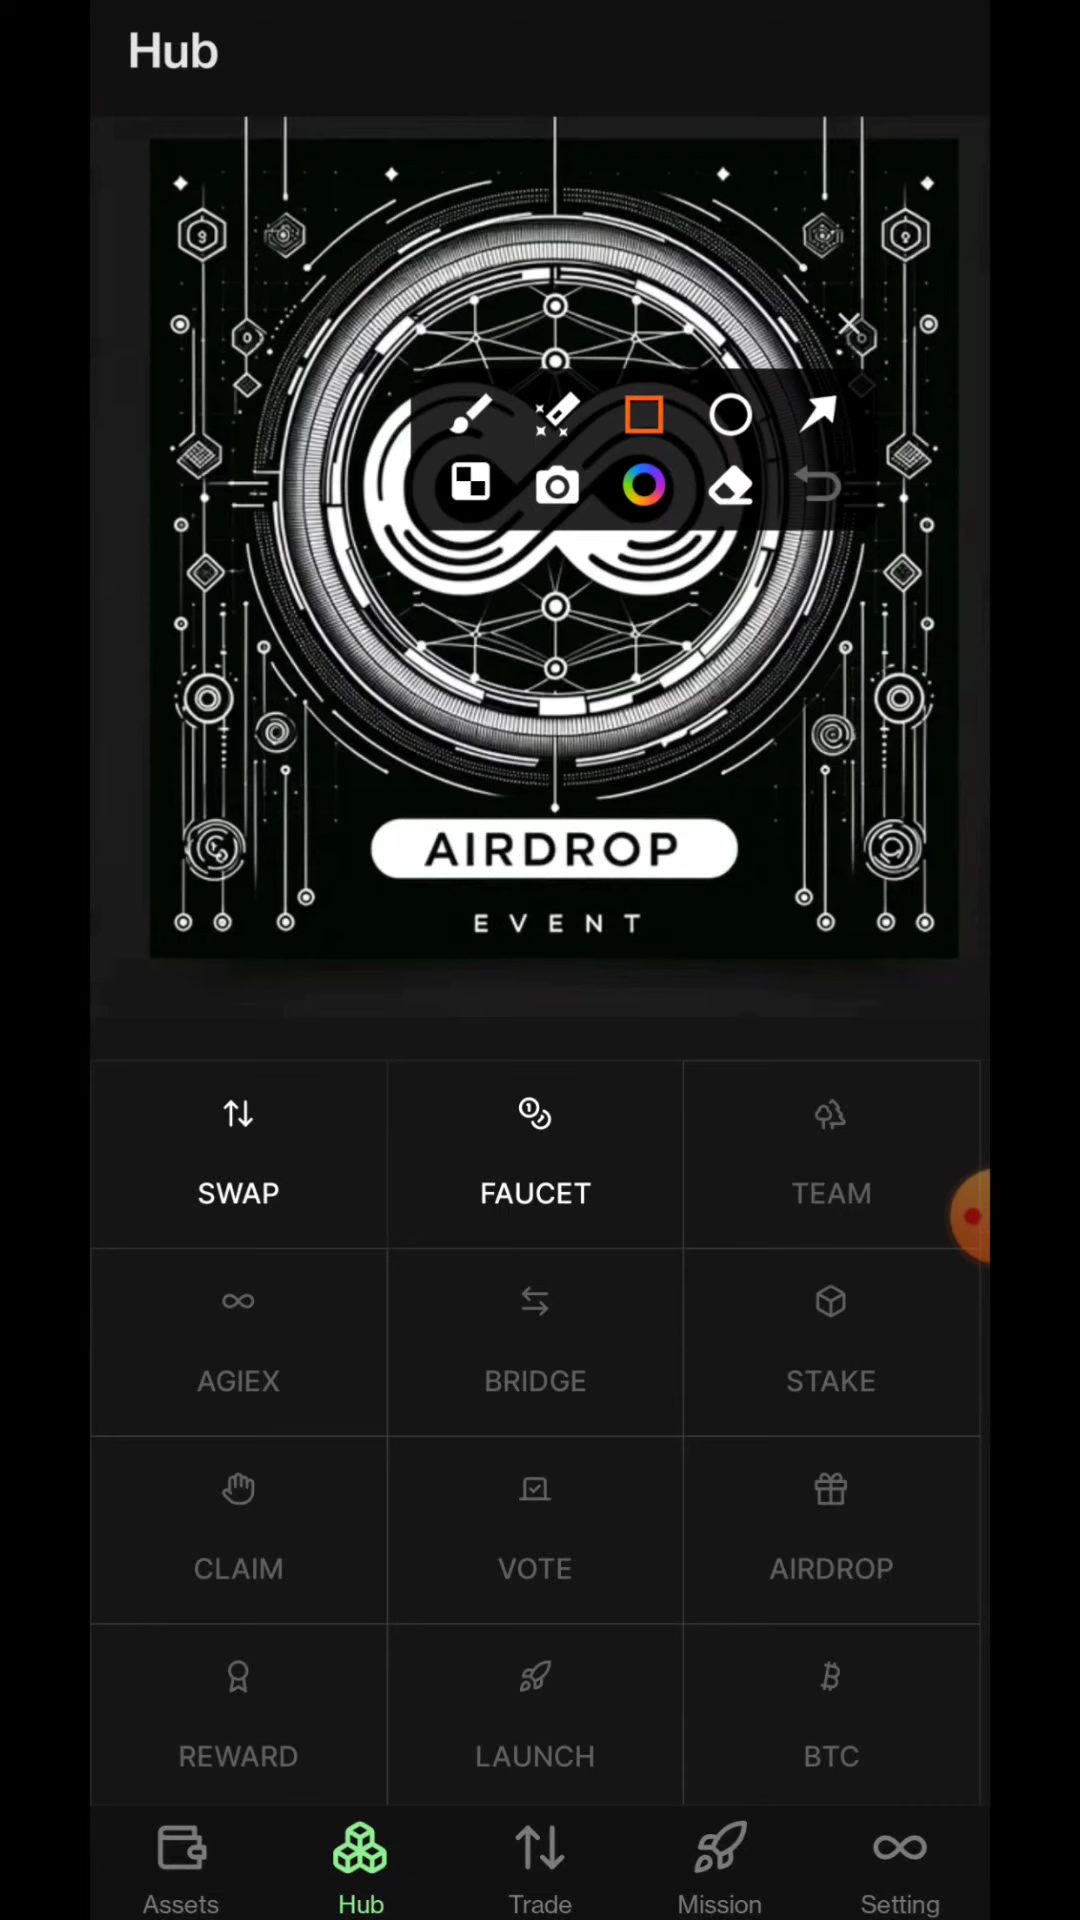 Hub
AIRDROP
EVENT
SWAP
FAUCET
TEAM
AGIEX
BRIDGE
STAKE
CLAIM
VOTE
AIRDROP
REWARD
LAUNCH
BTC
Assets
Hub
Trade
Mission
Setting